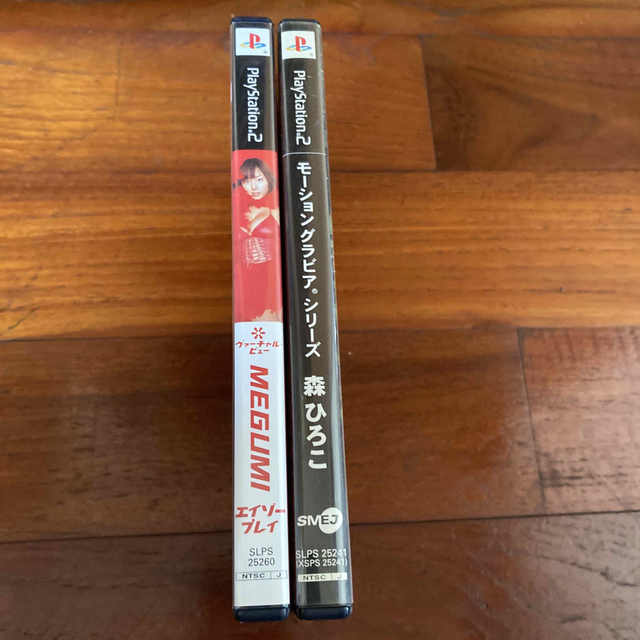 PlayStation.2
ヴァーチャル
ビュー
MEGUMI
エイゾー
プレイ
SLPS
25260
NTSC J
PlayStation.2
モーショングラビア®シリーズ
森ひろこ
SMEJ
SLPS 25241
(XSPS 25241)
NTSC J